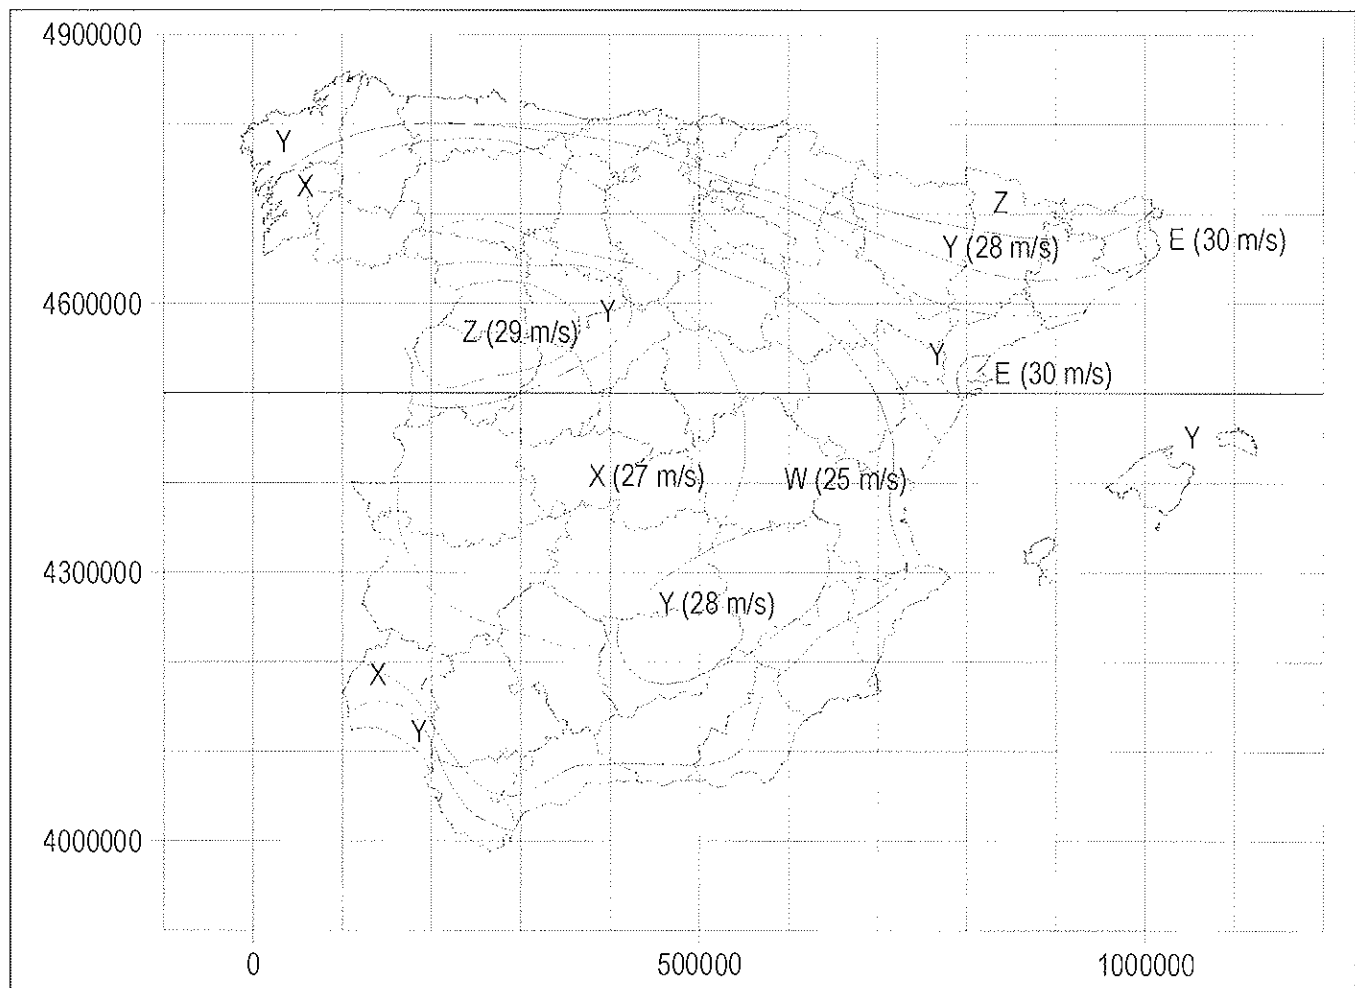 4900000
Y
X
Z
Y (28 m/s)
E (30 m/s)
4600000
Y
Z (29 m/s)
Y
E (30 m/s)
Y
X (27 m/s)
W (25 m/s)
4300000
Y (28 m/s)
X
Y
4000000
0
500000
1000000